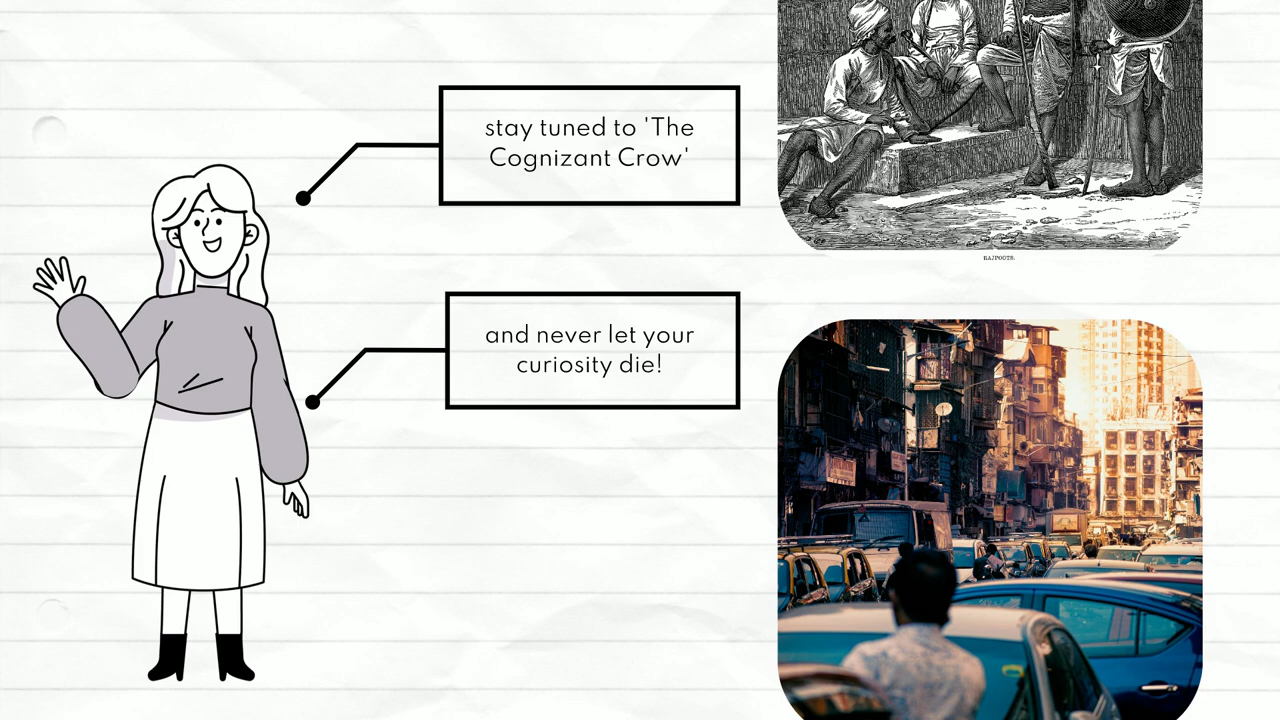 stay tuned to 'The
Cognizant Crow'
and never let your
curiosity die!
RAJPOOTS.